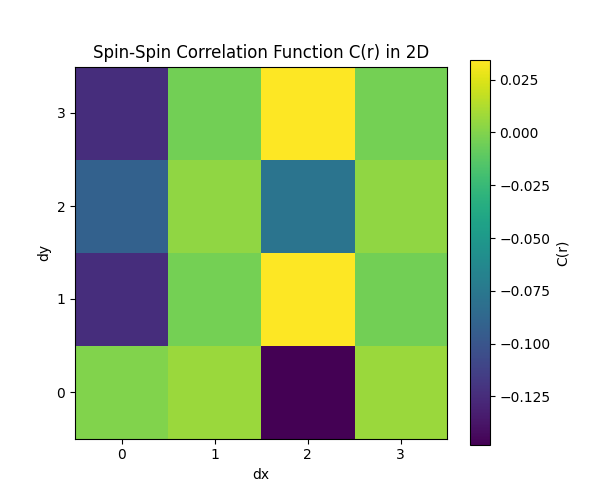 Spin-Spin Correlation Function C(r) in 2D
3
2
1
0
dy
0 1 2 3
dx
0.025
0.000
−0.025
−0.050
−0.075
−0.100
−0.125
C(r)